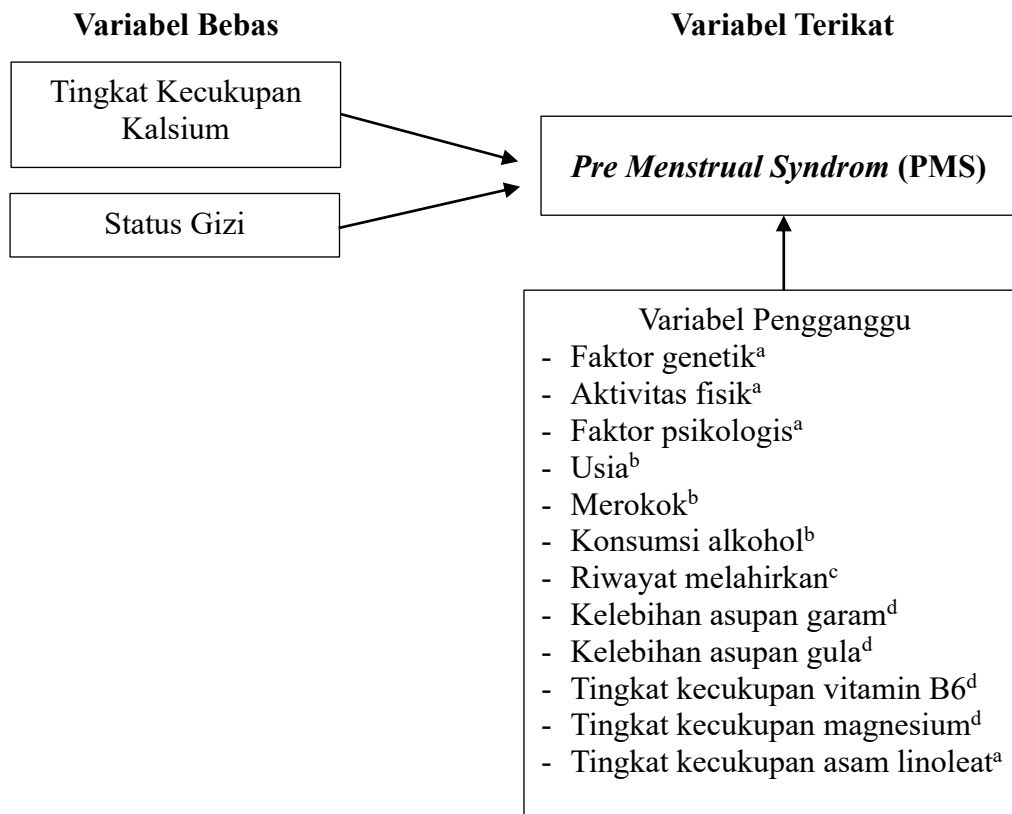 Variabel Bebas
Variabel Terikat
Tingkat Kecukupan
Kalsium
Pre Menstrual Syndrom (PMS)
Status Gizi
Variabel Pengganggu
- Faktor genetikᵃ
- Aktivitas fisikᵃ
- Faktor psikologisᵃ
- Usiaᵇ
- Merokokᵇ
- Konsumsi alkoholᵇ
- Riwayat melahirkanᶜ
- Kelebihan asupan garamᵈ
- Kelebihan asupan gulaᵈ
- Tingkat kecukupan vitamin B6ᵈ
- Tingkat kecukupan magnesiumᵈ
- Tingkat kecukupan asam linoleatᵃ